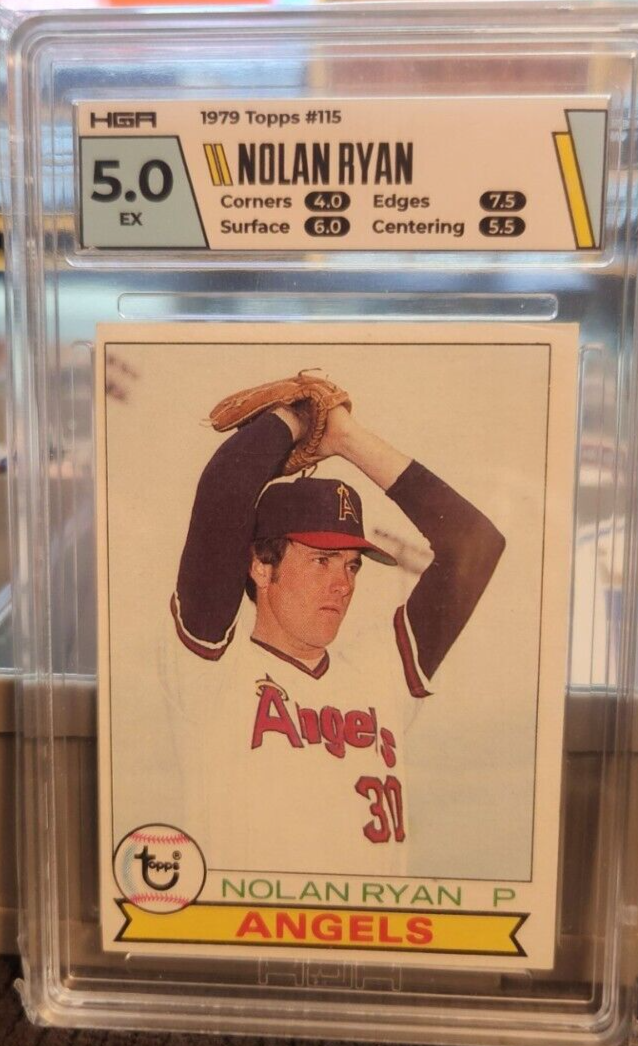 HGA 1979 Topps #115
5.0 NOLAN RYAN
EX
Corners 4.0 Edges 7.5
Surface 6.0 Centering 5.5
A
Angels
30
Topps®
NOLAN RYAN P
ANGELS
HGA